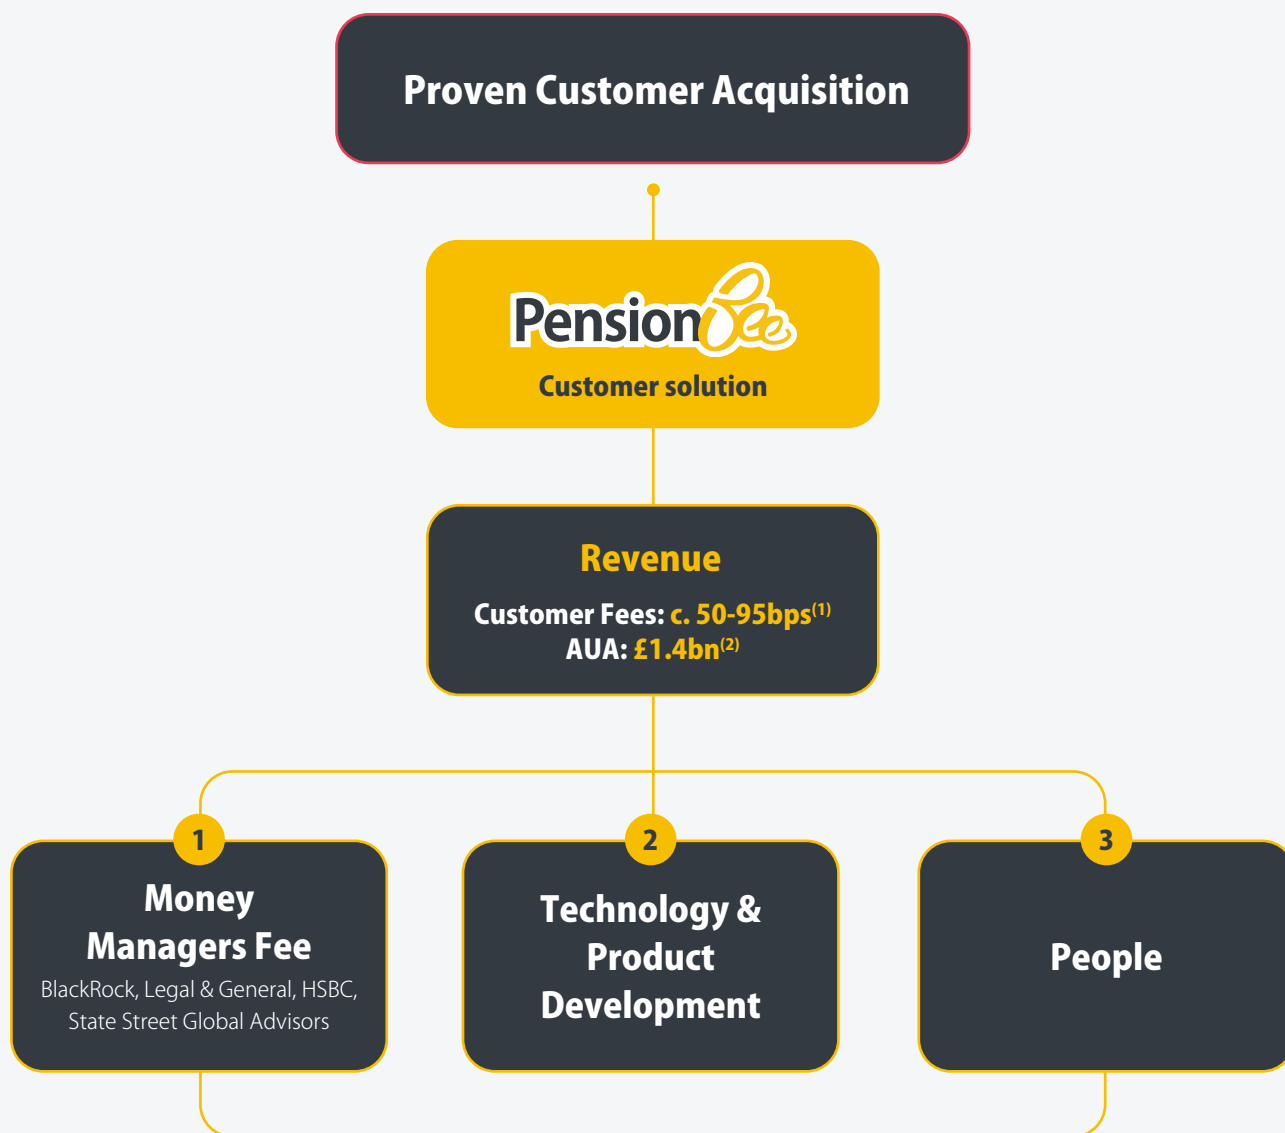 Proven Customer Acquisition
PensionBee
Customer solution
Revenue
Customer Fees: c. 50-95bps(1)
AUA: £1.4bn(2)
1
Money
Managers Fee
BlackRock, Legal & General, HSBC,
State Street Global Advisors
2
Technology &
Product
Development
3
People